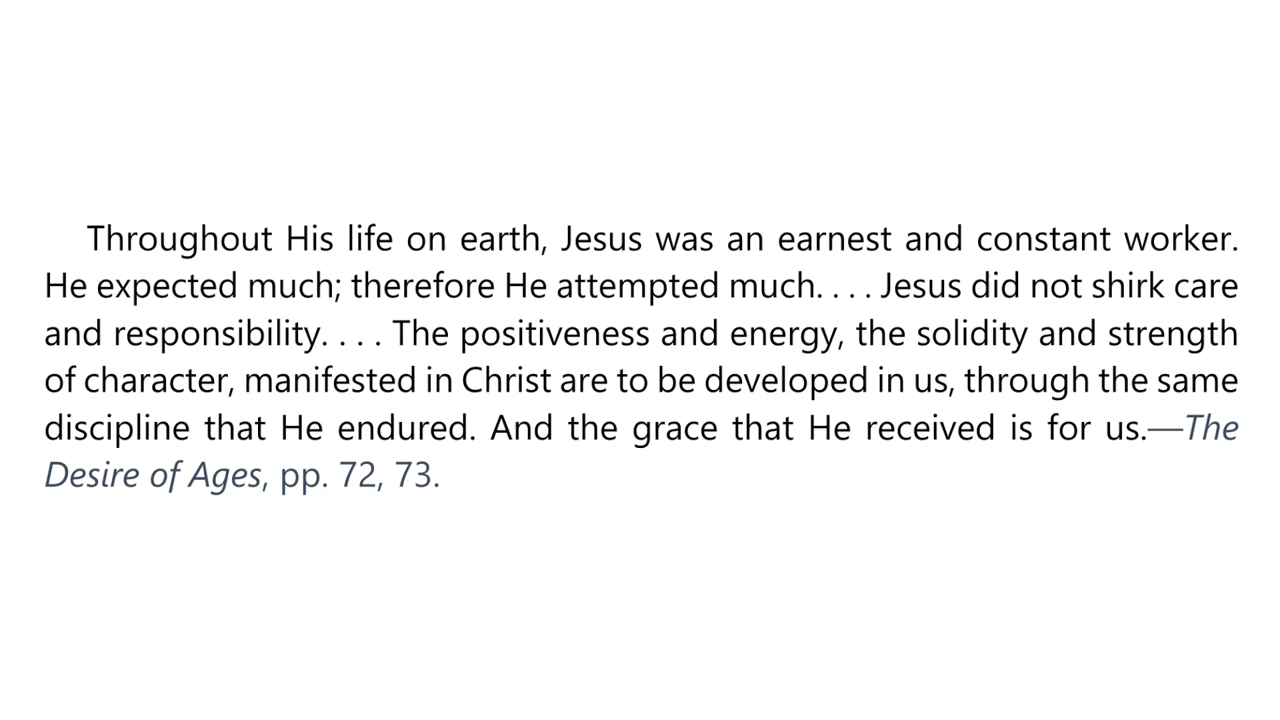 Throughout His life on earth, Jesus was an earnest and constant worker.
He expected much; therefore He attempted much. . . . Jesus did not shirk care
and responsibility. . . . The positiveness and energy, the solidity and strength
of character, manifested in Christ are to be developed in us, through the same
discipline that He endured. And the grace that He received is for us.—The
Desire of Ages, pp. 72, 73.